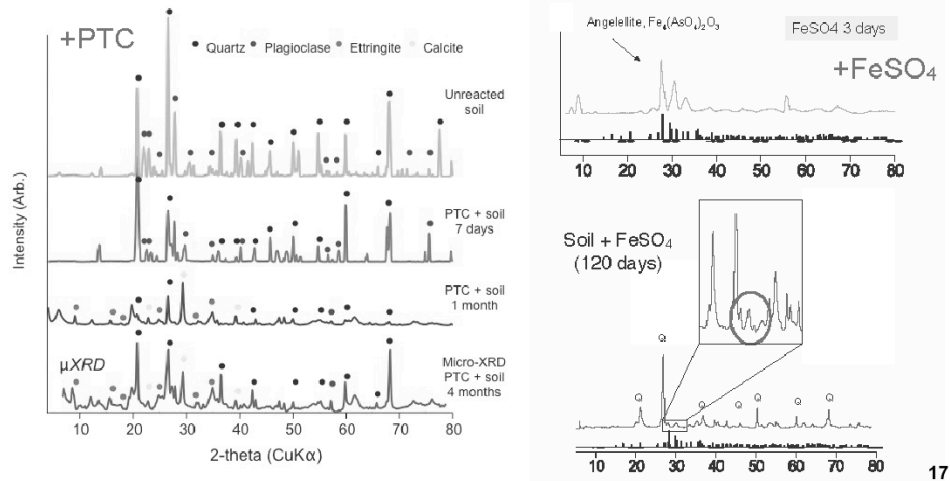 +PTC
Quartz Plagioclase Ettringite Calcite
Unreacted
soil
PTC + soil
7 days
PTC + soil
1 month
μXRD
Micro-XRD
PTC + soil
4 months
Intensity (Arb.)
10 20 30 40 50 60 70 80
2-theta (CuKα)
Angelellite, Fe₄(AsO₄)₂O₃
FeSO4 3 days
+FeSO₄
10 20 30 40 50 60 70 80
Soil + FeSO₄
(120 days)
Q
Q Q Q Q Q Q
10 20 30 40 50 60 70 80
17